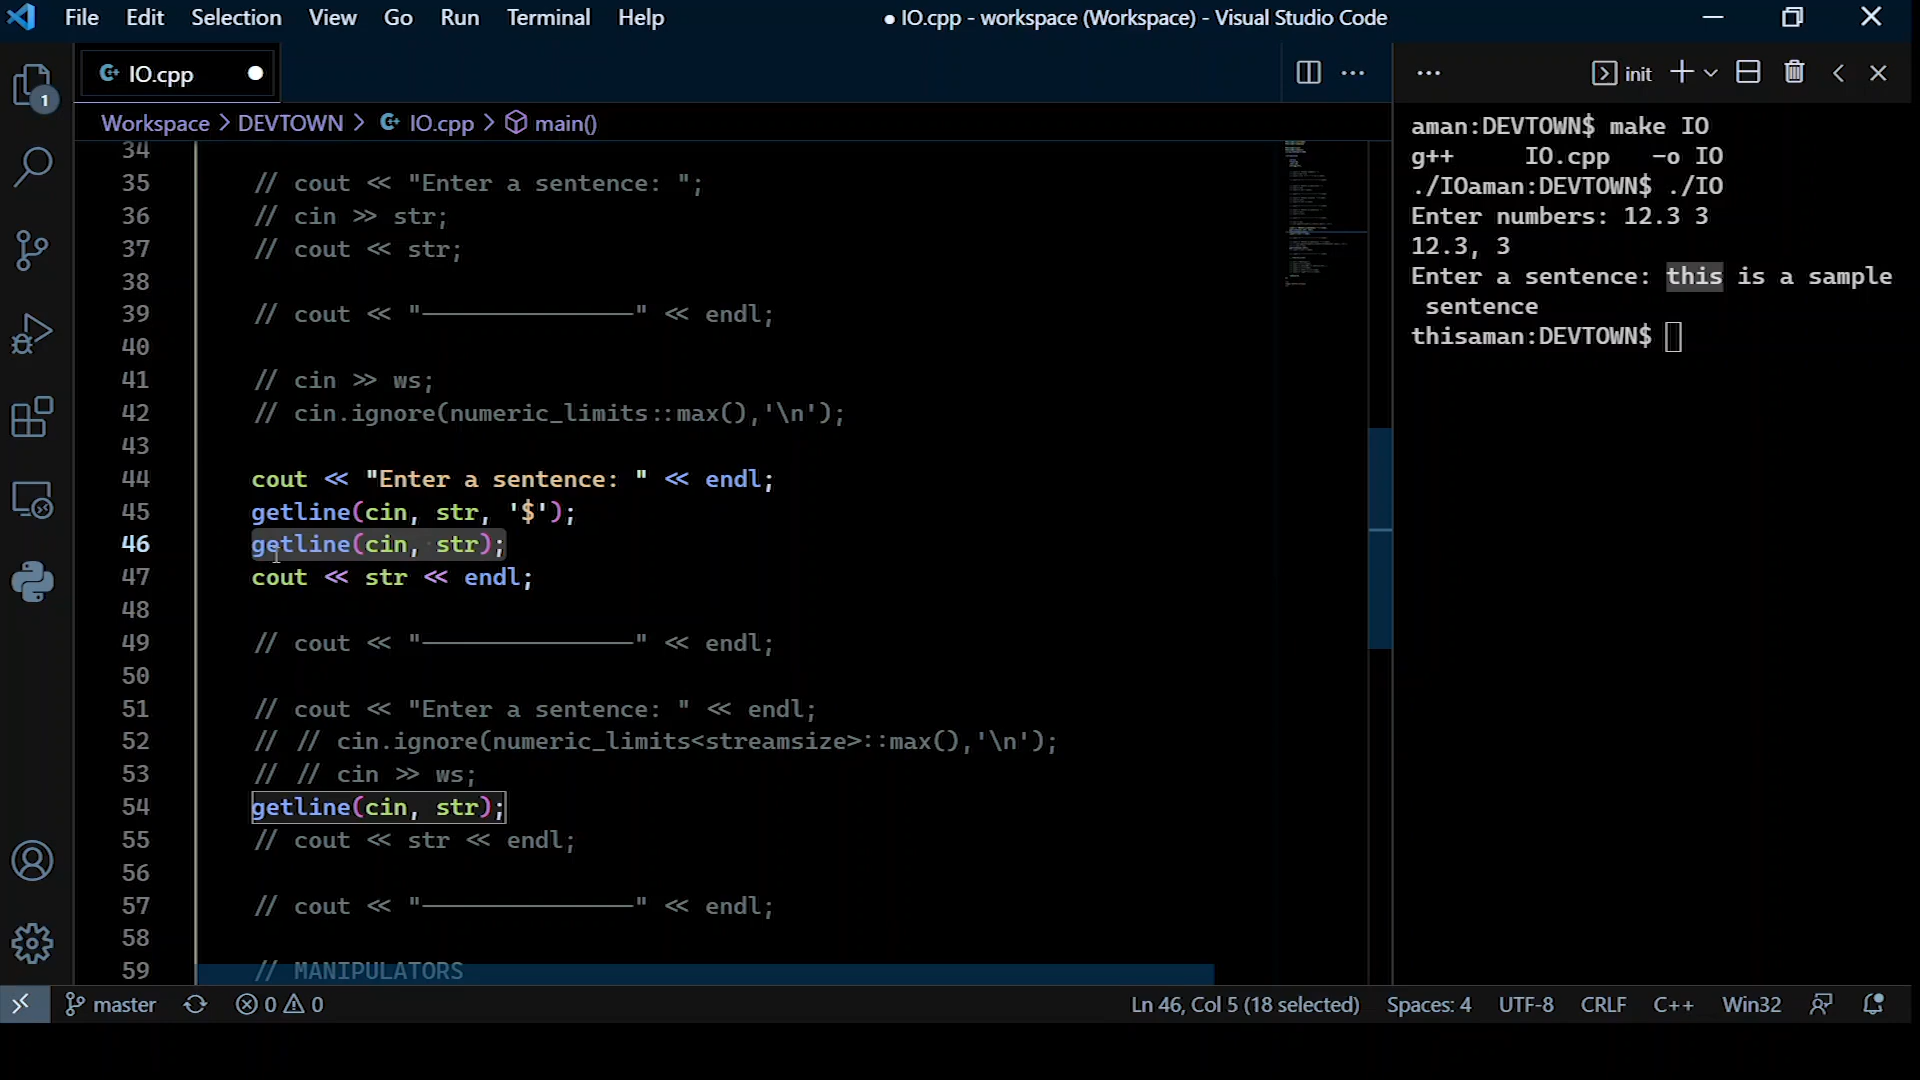 File Edit Selection View Go Run Terminal Help
● IO.cpp - workspace (Workspace) - Visual Studio Code
IO.cpp ●
Workspace > DEVTOWN > IO.cpp > main()
34
35 // cout << "Enter a sentence: ";
36 // cin >> str;
37 // cout << str;
38
39 // cout << "---------------" << endl;
40
41 // cin >> ws;
42 // cin.ignore(numeric_limits::max(),'\n');
43
44 cout << "Enter a sentence: " << endl;
45 getline(cin, str, '$');
46 getline(cin, str);
47 cout << str << endl;
48
49 // cout << "---------------" << endl;
50
51 // cout << "Enter a sentence: " << endl;
52 // // cin.ignore(numeric_limits<streamsize>::max(),'\n');
53 // // cin >> ws;
54 getline(cin, str);
55 // cout << str << endl;
56
57 // cout << "---------------" << endl;
58
59 // MANIPULATORS
1
init
aman:DEVTOWN$ make IO
g++     IO.cpp   -o IO
./IOaman:DEVTOWN$ ./IO
Enter numbers: 12.3 3
12.3, 3
Enter a sentence: this is a sample
 sentence
thisaman:DEVTOWN$
master 0 0 Ln 46, Col 5 (18 selected) Spaces: 4 UTF-8 CRLF C++ Win32